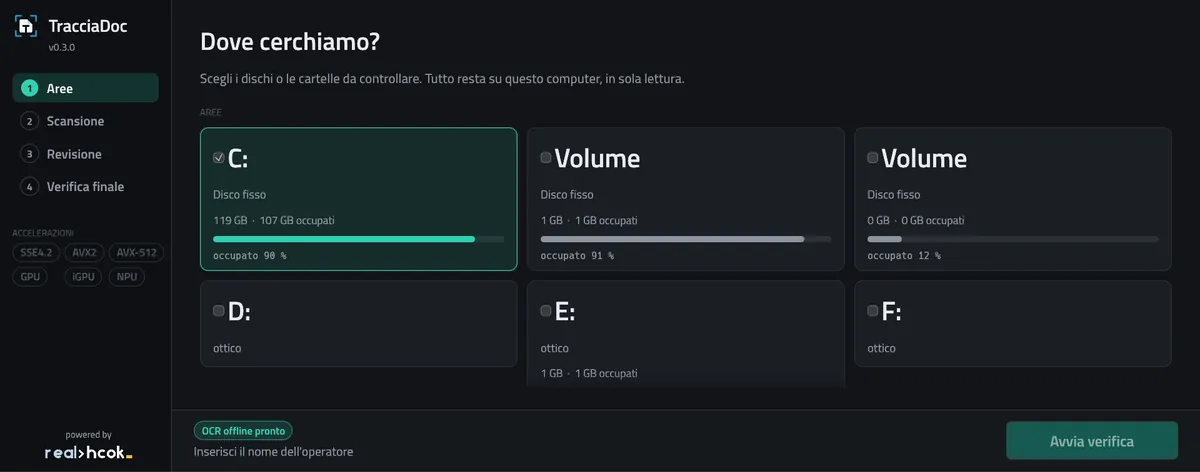 TracciaDoc
v0.3.0
1 Aree
2 Scansione
3 Revisione
4 Verifica finale
ACCELERAZIONI
SSE4.2 AVX2 AVX-512
GPU iGPU NPU
powered by
real>hcok_
Dove cerchiamo?
Scegli i dischi o le cartelle da controllare. Tutto resta su questo computer, in sola lettura.
AREE
C:
Disco fisso
119 GB · 107 GB occupati
occupato 90 %
Volume
Disco fisso
1 GB · 1 GB occupati
occupato 91 %
Volume
Disco fisso
0 GB · 0 GB occupati
occupato 12 %
D:
ottico
E:
ottico
1 GB · 1 GB occupati
F:
ottico
OCR offline pronto
Inserisci il nome dell'operatore
Avvia verifica